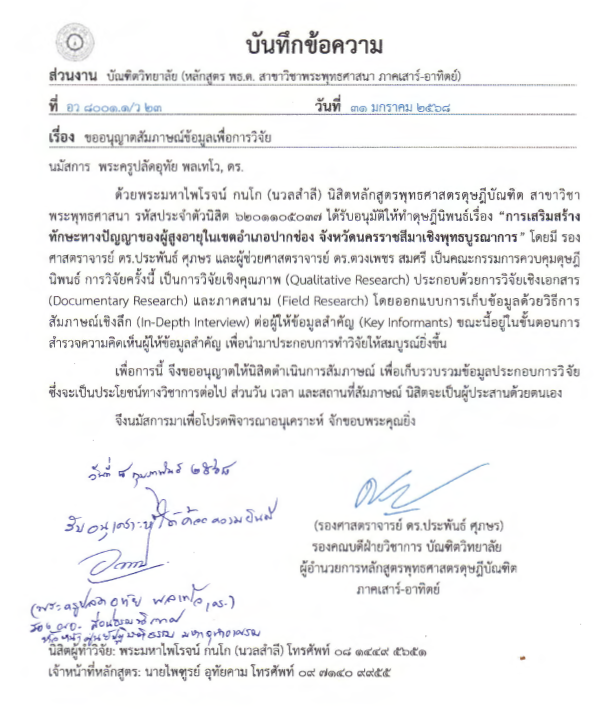 บันทึกข้อความ
ส่วนงาน บัณฑิตวิทยาลัย (หลักสูตร พธ.ด. สาขาวิชาพระพุทธศาสนา ภาคเสาร์-อาทิตย์)
ที่ อว ๘๐๐๑.๑/ว ๒๓ วันที่ ๓๑ มกราคม ๒๕๖๘
เรื่อง ขออนุญาตสัมภาษณ์ข้อมูลเพื่อการวิจัย
นมัสการ พระครูปลัดอุทัย พลเทโว, ดร.
ด้วยพระมหาไพโรจน์ กนโก (นวลสำลี) นิสิตหลักสูตรพุทธศาสตรดุษฎีบัณฑิต สาขาวิชา
พระพุทธศาสนา รหัสประจำตัวนิสิต ๖๒๐๑๑๐๕๐๓๗ ได้รับอนุมัติให้ทำดุษฎีนิพนธ์เรื่อง “การเสริมสร้าง
ทักษะทางปัญญาของผู้สูงอายุในเขตอำเภอปากช่อง จังหวัดนครราชสีมาเชิงพุทธบูรณาการ” โดยมี รอง
ศาสตราจารย์ ดร.ประพันธ์ ศุภษร และผู้ช่วยศาสตราจารย์ ดร.ดวงเพชร สมศรี เป็นคณะกรรมการควบคุมดุษฎี
นิพนธ์ การวิจัยครั้งนี้ เป็นการวิจัยเชิงคุณภาพ (Qualitative Research) ประกอบด้วยการวิจัยเชิงเอกสาร
(Documentary Research) และภาคสนาม (Field Research) โดยออกแบบการเก็บข้อมูลด้วยวิธีการ
สัมภาษณ์เชิงลึก (In-Depth Interview) ต่อผู้ให้ข้อมูลสำคัญ (Key Informants) ขณะนี้อยู่ในขั้นตอนการ
สำรวจความคิดเห็นผู้ให้ข้อมูลสำคัญ เพื่อนำมาประกอบการทำวิจัยให้สมบูรณ์ยิ่งขึ้น
เพื่อการนี้ จึงขออนุญาตให้นิสิตดำเนินการสัมภาษณ์ เพื่อเก็บรวบรวมข้อมูลประกอบการวิจัย
ซึ่งจะเป็นประโยชน์ทางวิชาการต่อไป ส่วนวัน เวลา และสถานที่สัมภาษณ์ นิสิตจะเป็นผู้ประสานด้วยตนเอง
จึงนมัสการมาเพื่อโปรดพิจารณาอนุเคราะห์ จักขอบพระคุณยิ่ง
วันที่ กุมภาพันธ์ ๒๕๖๘
ด้วยความยินดี
(พระครูปลัดอุทัย พลเทโว, ดร.)
(รองศาสตราจารย์ ดร.ประพันธ์ ศุภษร)
รองคณบดีฝ่ายวิชาการ บัณฑิตวิทยาลัย
ผู้อำนวยการหลักสูตรพุทธศาสตรดุษฎีบัณฑิต
ภาคเสาร์-อาทิตย์
นิสิตผู้ทำวิจัย: พระมหาไพโรจน์ กนโก (นวลสำลี) โทรศัพท์ ๐๘ ๑๔๔๙ ๕๖๕๑
เจ้าหน้าที่หลักสูตร: นายไพฑูรย์ อุทัยคาม โทรศัพท์ ๐๙ ๗๑๔๐ ๙๙๕๕